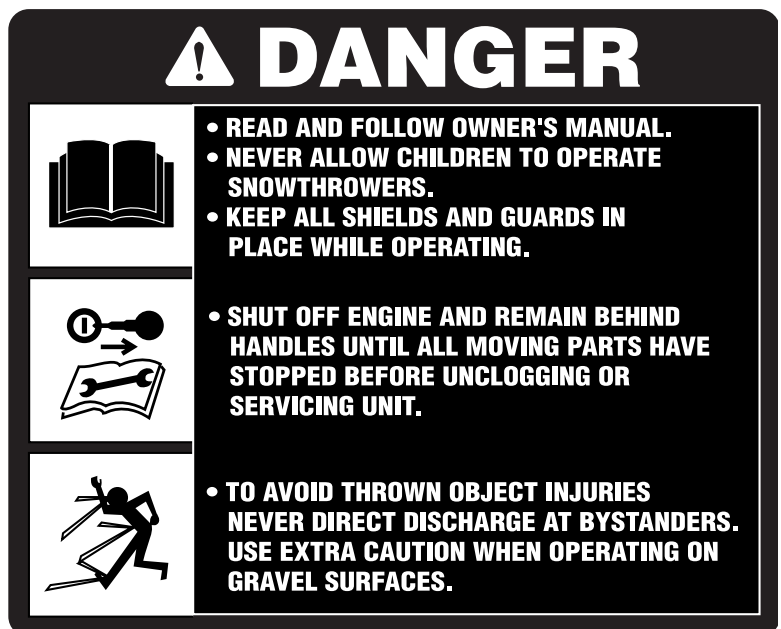 DANGER
• READ AND FOLLOW OWNER'S MANUAL.
• NEVER ALLOW CHILDREN TO OPERATE
SNOWTHROWERS.
• KEEP ALL SHIELDS AND GUARDS IN
PLACE WHILE OPERATING.
• SHUT OFF ENGINE AND REMAIN BEHIND
HANDLES UNTIL ALL MOVING PARTS HAVE
STOPPED BEFORE UNCLOGGING OR
SERVICING UNIT.
• TO AVOID THROWN OBJECT INJURIES
NEVER DIRECT DISCHARGE AT BYSTANDERS.
USE EXTRA CAUTION WHEN OPERATING ON
GRAVEL SURFACES.